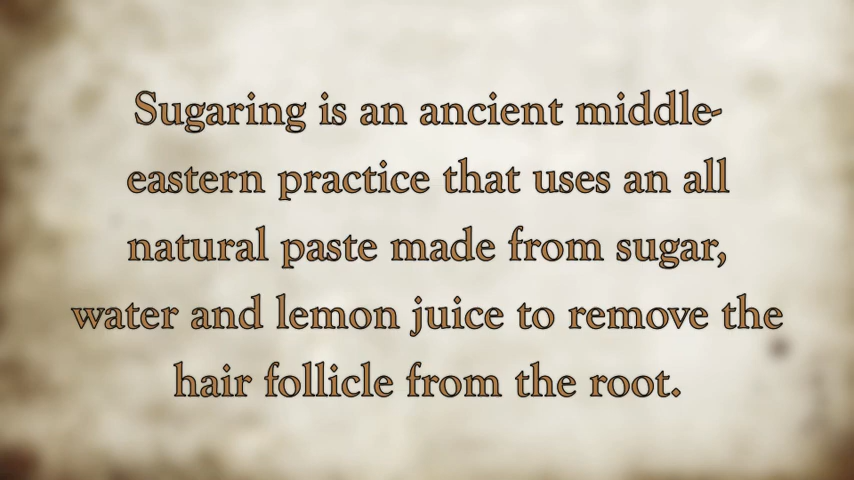 Sugaring is an ancient middle-
eastern practice that uses an all
natural paste made from sugar,
water and lemon juice to remove the
hair follicle from the root.